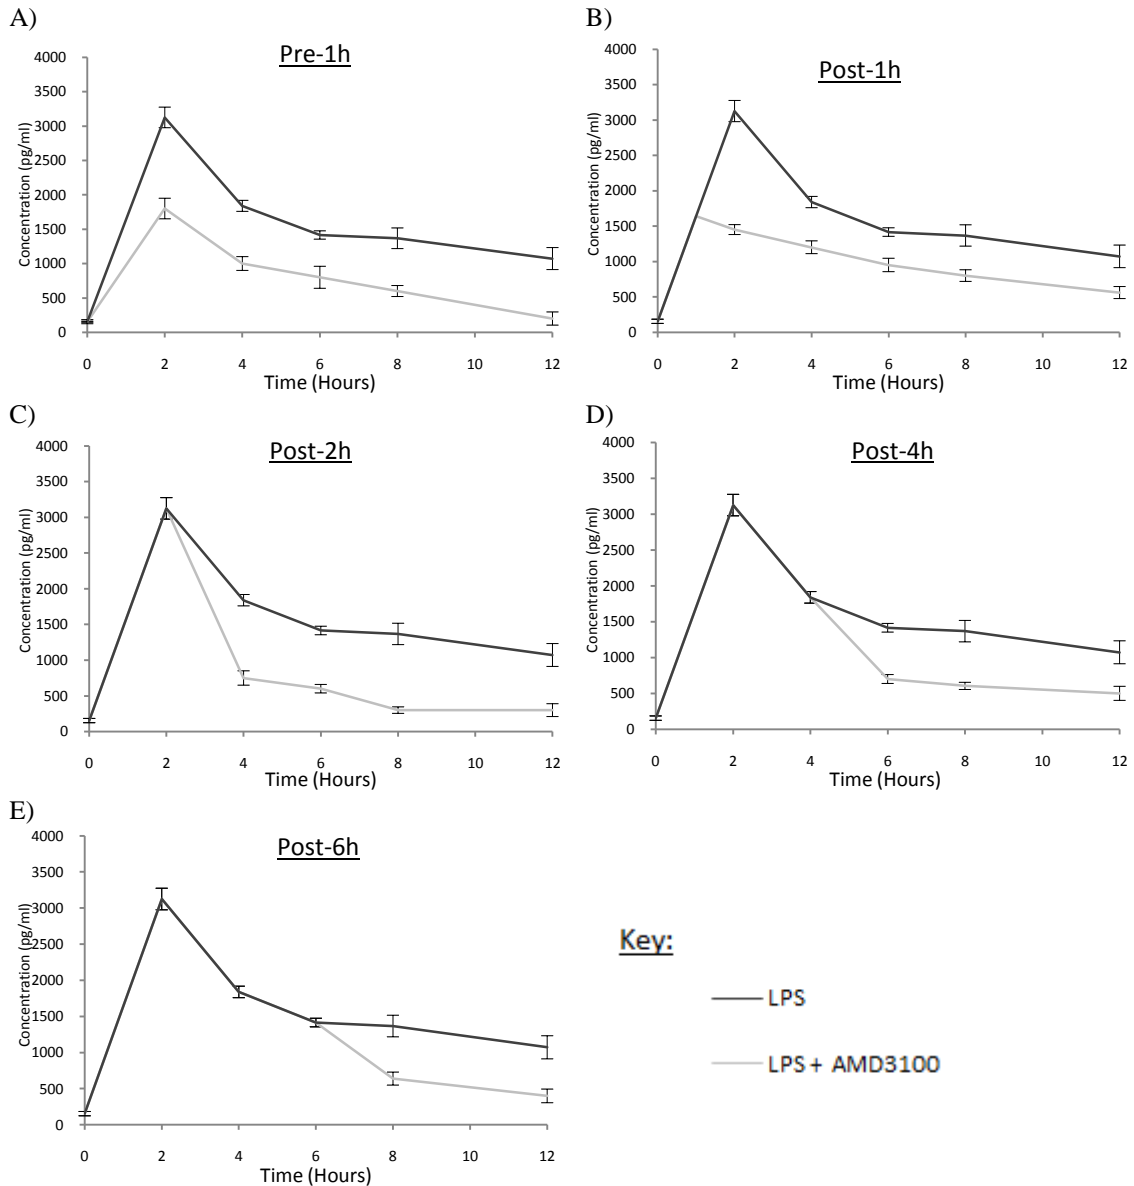 A)
Pre-1h
Concentration (pg/ml)
4000
3500
3000
2500
2000
1500
1000
500
0
0 2 4 6 8 10 12
Time (Hours)
B)
Post-1h
Concentration (pg/ml)
4000
3500
3000
2500
2000
1500
1000
500
0
0 2 4 6 8 10 12
Time (Hours)
C)
Post-2h
Concentration (pg/ml)
4000
3500
3000
2500
2000
1500
1000
500
0
0 2 4 6 8 10 12
Time (Hours)
D)
Post-4h
Concentration (pg/ml)
4000
3500
3000
2500
2000
1500
1000
500
0
0 2 4 6 8 10 12
Time (Hours)
E)
Post-6h
Concentration (pg/ml)
4000
3500
3000
2500
2000
1500
1000
500
0
0 2 4 6 8 10 12
Time (Hours)
Key:
LPS
LPS + AMD3100